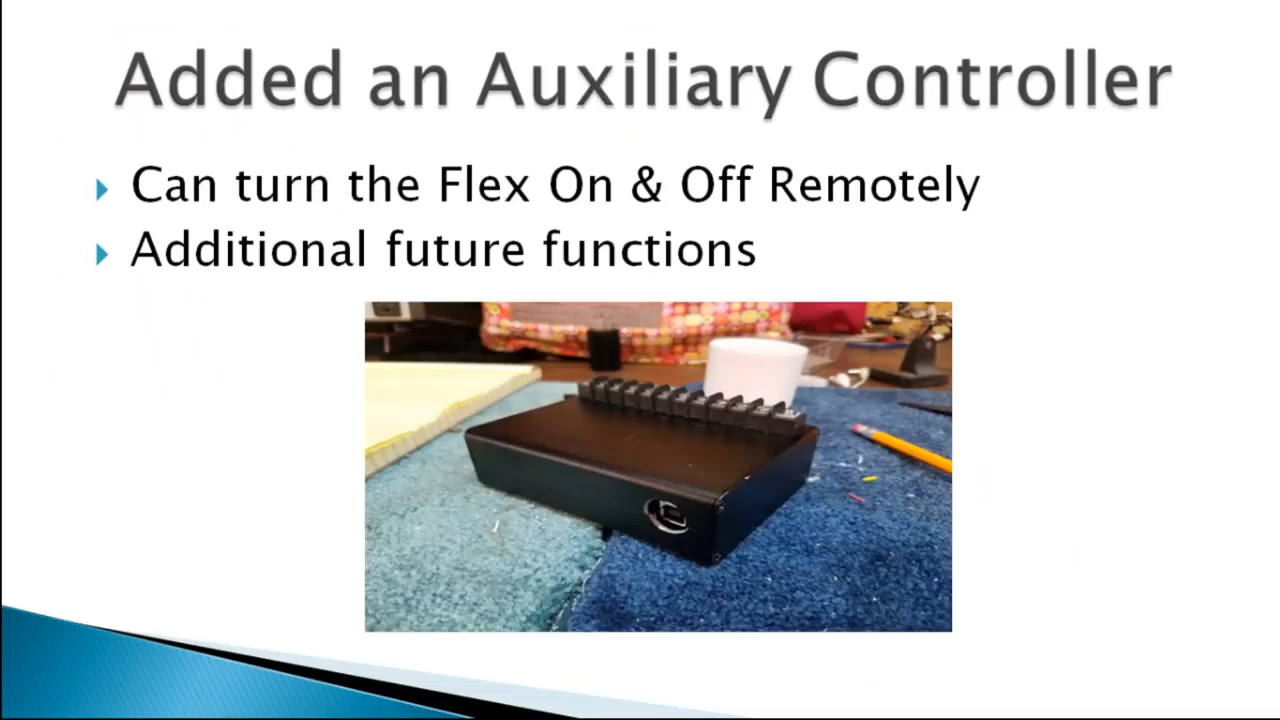 Added an Auxiliary Controller
Can turn the Flex On & Off Remotely
Additional future functions